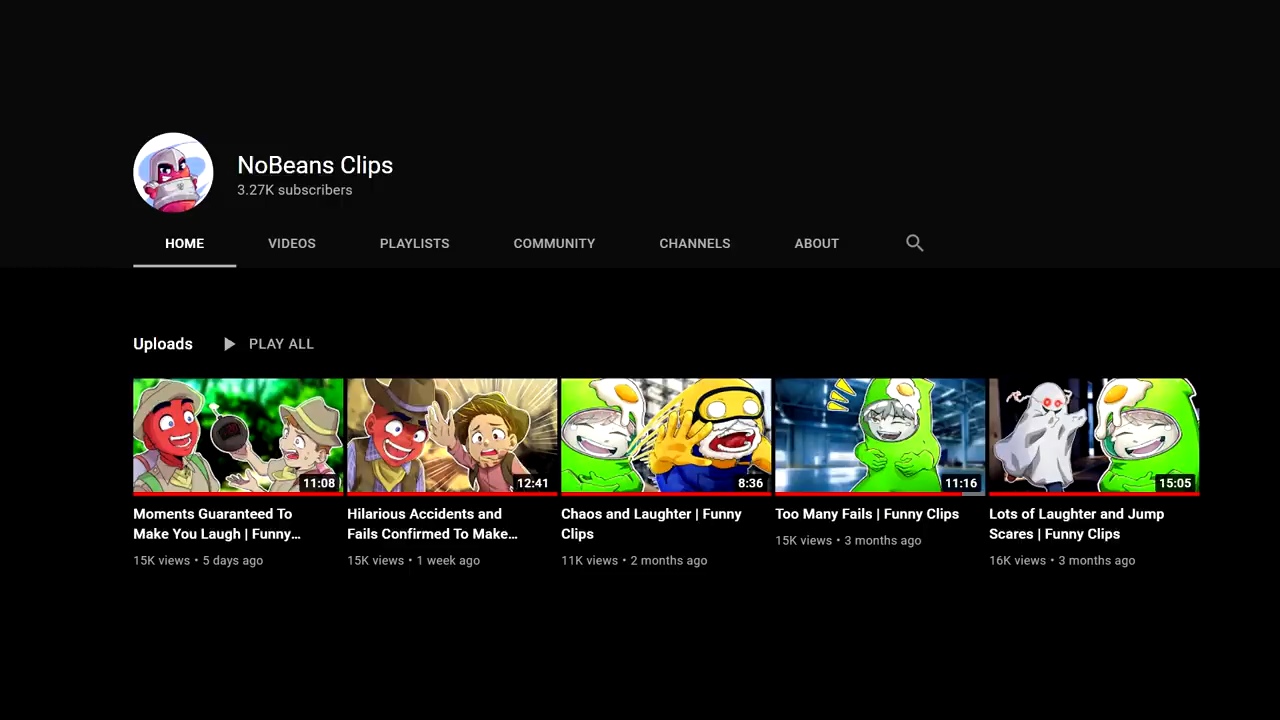 NoBeans Clips
3.27K subscribers
HOME VIDEOS PLAYLISTS COMMUNITY CHANNELS ABOUT
Uploads PLAY ALL
11:08
12:41
8:36
11:16
15:05
Moments Guaranteed To
Make You Laugh | Funny...
15K views • 5 days ago
Hilarious Accidents and
Fails Confirmed To Make...
15K views • 1 week ago
Chaos and Laughter | Funny
Clips
11K views • 2 months ago
Too Many Fails | Funny Clips
15K views • 3 months ago
Lots of Laughter and Jump
Scares | Funny Clips
16K views • 3 months ago